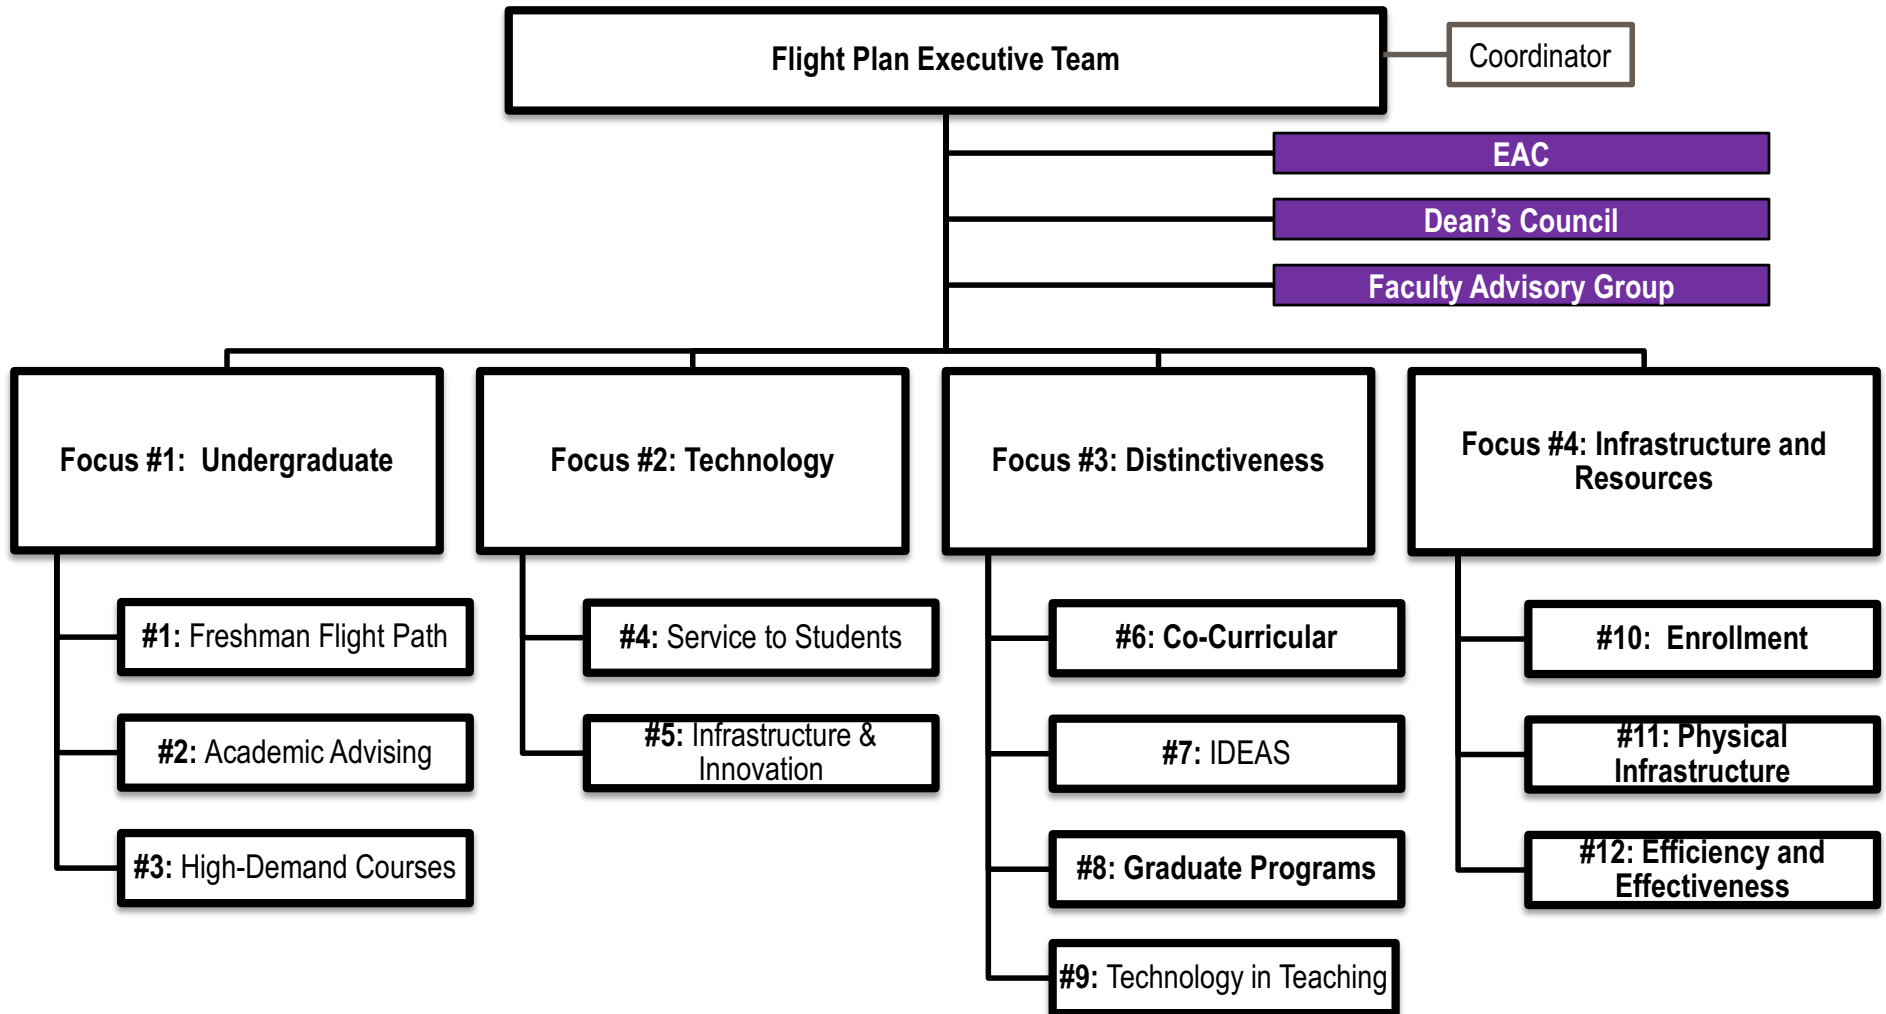 Flight Plan Executive Team
Coordinator
EAC
Dean’s Council
Faculty Advisory Group
Focus #1:  Undergraduate
Focus #2: Technology
Focus #3: Distinctiveness
Focus #4: Infrastructure and
Resources
#1: Freshman Flight Path
#2: Academic Advising
#3: High-Demand Courses
#4: Service to Students
#5: Infrastructure &
Innovation
#6: Co-Curricular
#7: IDEAS
#8: Graduate Programs
#9: Technology in Teaching
#10:  Enrollment
#11: Physical
Infrastructure
#12: Efficiency and
Effectiveness